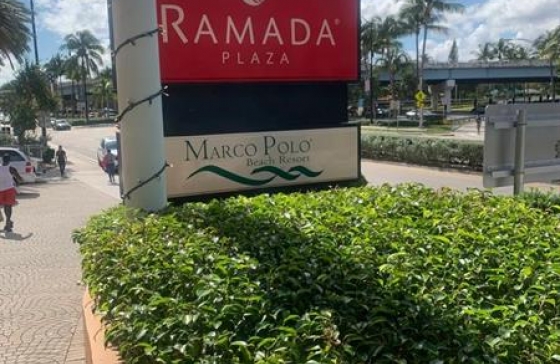 RAMADA®
PLAZA
MARCO POLO®
Beach Resort